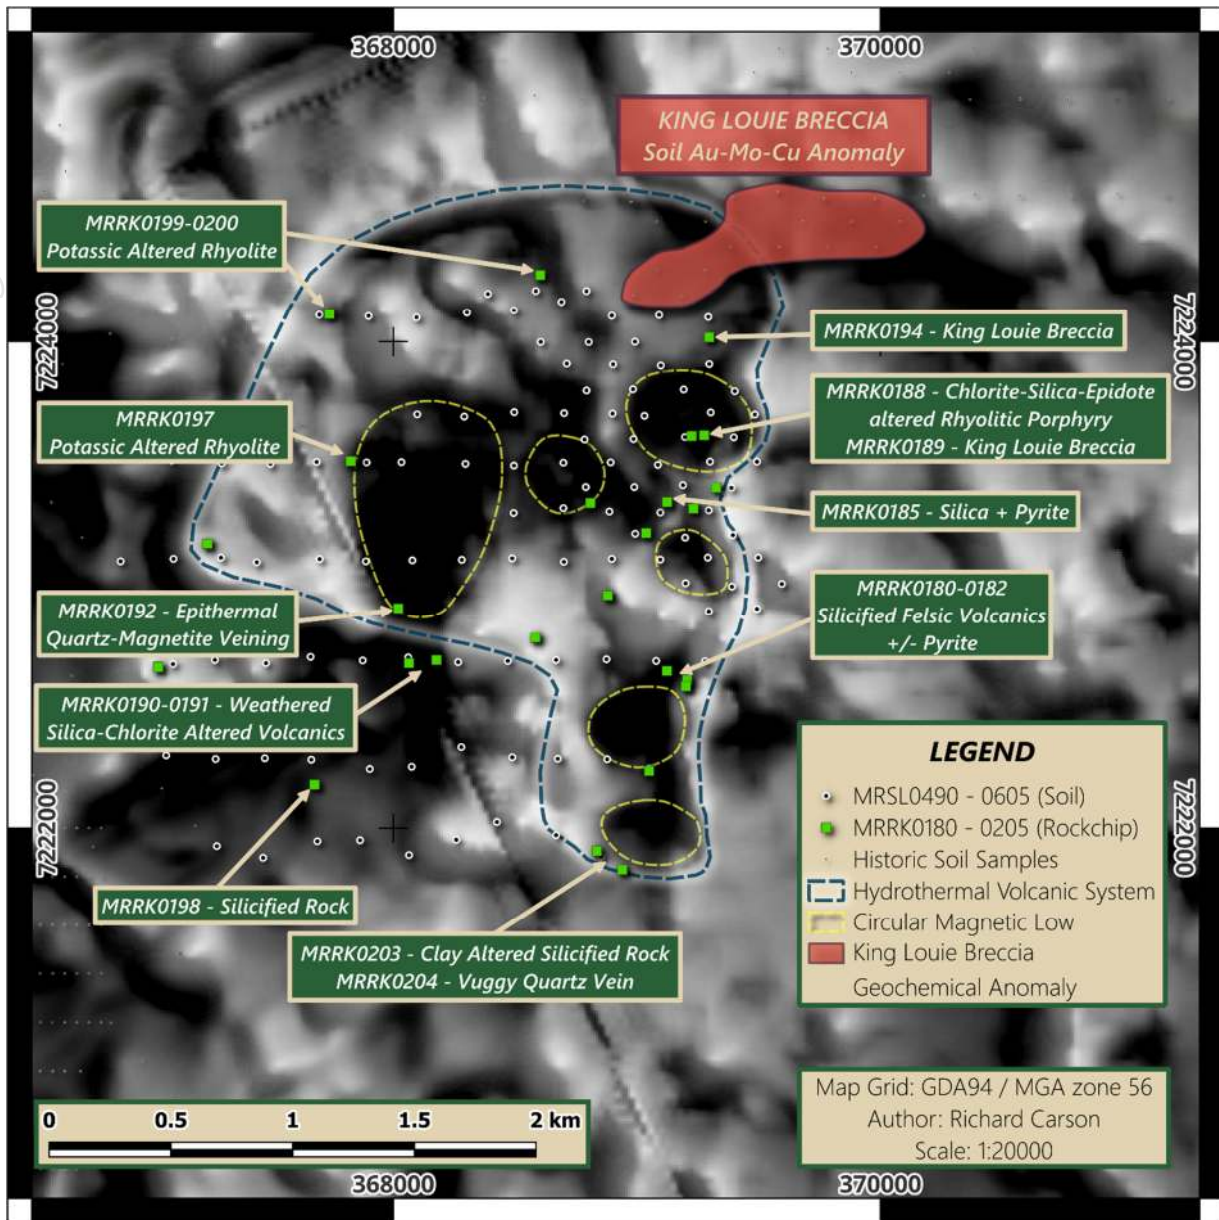 368000
370000
KING LOUIE BRECCIA
Soil Au-Mo-Cu Anomaly
MRRK0199-0200
Potassic Altered Rhyolite
7224000
7224000
MRRK0194 - King Louie Breccia
MRRK0188 - Chlorite-Silica-Epidote
altered Rhyolitic Porphyry
MRRK0189 - King Louie Breccia
MRRK0197
Potassic Altered Rhyolite
MRRK0185 - Silica + Pyrite
MRRK0180-0182
Silicified Felsic Volcanics
+/- Pyrite
MRRK0192 - Epithermal
Quartz-Magnetite Veining
MRRK0190-0191 - Weathered
Silica-Chlorite Altered Volcanics
7222000
7222000
MRRK0198 - Silicified Rock
MRRK0203 - Clay Altered Silicified Rock
MRRK0204 - Vuggy Quartz Vein
LEGEND
MRSL0490 - 0605 (Soil)
MRRK0180 - 0205 (Rockchip)
Historic Soil Samples
Hydrothermal Volcanic System
Circular Magnetic Low
King Louie Breccia
Geochemical Anomaly
Map Grid: GDA94 / MGA zone 56
Author: Richard Carson
Scale: 1:20000
0 0.5 1 1.5 2 km
368000
370000